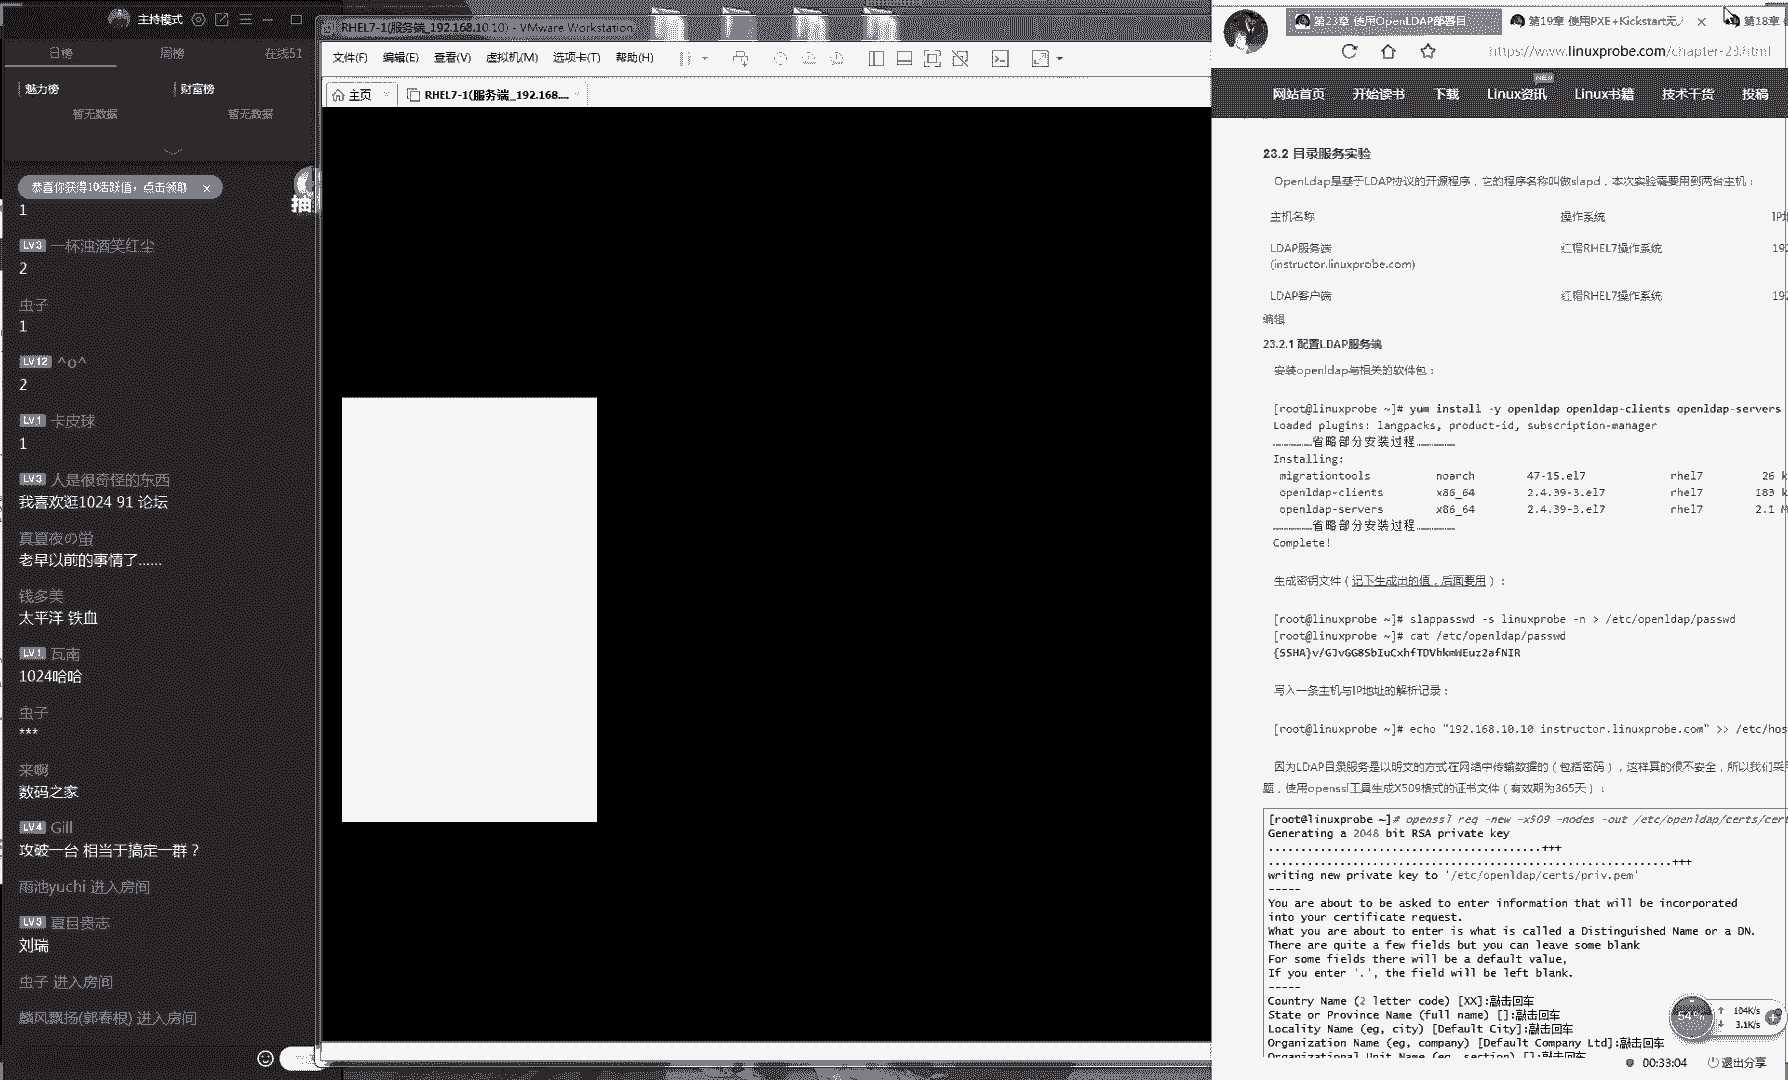 主持模式
日榜 周榜 在线51
魅力榜 财富榜
暂无数据 暂无数据
恭喜你获得10活跃值，点击领取 ×
抽
1
LV3 一杯浊酒笑红尘
2
虫子
1
LV12 ^o^
2
LV1 卡皮球
1
LV3 人是很奇怪的东西
我喜欢逛1024 91 论坛
真夏夜の蛍
老早以前的事情了......
钱多美
太平洋 铁血
LV1 瓦南
1024哈哈
虫子
***
来啊
数码之家
LV4 Gill
攻破一台 相当于搞定一群？
雨池yuchi 进入房间
LV3 夏目贵志
刘瑞
虫子 进入房间
麟风飘扬(郭春根) 进入房间
RHEL7-1(服务端_192.168.10.10) - VMware Workstation
文件(F) 编辑(E) 查看(V) 虚拟机(M) 选项卡(T) 帮助(H)
主页 × RHEL7-1(服务端_192.168.... ×
第23章 使用OpenLDAP部署目 第19章 使用PXE+Kickstart无人 × 第18章
https://www.linuxprobe.com/chapter-23.html
NEW
网站首页 开始读书 下载 Linux资讯 Linux书籍 技术干货 投稿
23.2 目录服务实验
OpenLdap是基于LDAP协议的开源程序，它的程序名称叫做slapd，本次实验需要用到两台主机：
主机名称 操作系统 IP地
LDAP服务端 红帽RHEL7操作系统 192
(instructor.linuxprobe.com)
LDAP客户端 红帽RHEL7操作系统 192
编辑
23.2.1 配置LDAP服务端
安装openldap与相关的软件包：
[root@linuxprobe ~]# yum install -y openldap openldap-clients openldap-servers
Loaded plugins: langpacks, product-id, subscription-manager
………………省略部分安装过程………………
Installing:
migrationtools noarch 47-15.el7 rhel7 26 k
openldap-clients x86_64 2.4.39-3.el7 rhel7 183 k
openldap-servers x86_64 2.4.39-3.el7 rhel7 2.1 M
………………省略部分安装过程………………
Complete!
生成密钥文件（记下生成出的值，后面要用）：
[root@linuxprobe ~]# slappasswd -s linuxprobe -n > /etc/openldap/passwd
[root@linuxprobe ~]# cat /etc/openldap/passwd
{SSHA}v/GJvGG8SbIuCxhfTDVhkmWEuz2afNIR
写入一条主机与IP地址的解析记录：
[root@linuxprobe ~]# echo "192.168.10.10 instructor.linuxprobe.com" >> /etc/hos
因为LDAP目录服务是以明文的方式在网络中传输数据的（包括密码），这样真的很不安全，所以我们采
题，使用openssl工具生成X509格式的证书文件（有效期为365天）：
[root@linuxprobe ~]# openssl req -new -x509 -nodes -out /etc/openldap/certs/cert
Generating a 2048 bit RSA private key
..........................................+++
...............................................................+++
writing new private key to '/etc/openldap/certs/priv.pem'
-----
You are about to be asked to enter information that will be incorporated
into your certificate request.
What you are about to enter is what is called a Distinguished Name or a DN.
There are quite a few fields but you can leave some blank
For some fields there will be a default value,
If you enter '.', the field will be left blank.
-----
Country Name (2 letter code) [XX]:敲击回车
State or Province Name (full name) []:敲击回车
Locality Name (eg, city) [Default City]:敲击回车
Organization Name (eg, company) [Default Company Ltd]:敲击回车
Organizational Unit Name (eg, section) []:敲击回车
54% ↑ 104K/s
↓ 3.1K/s
00:33:04 退出分享